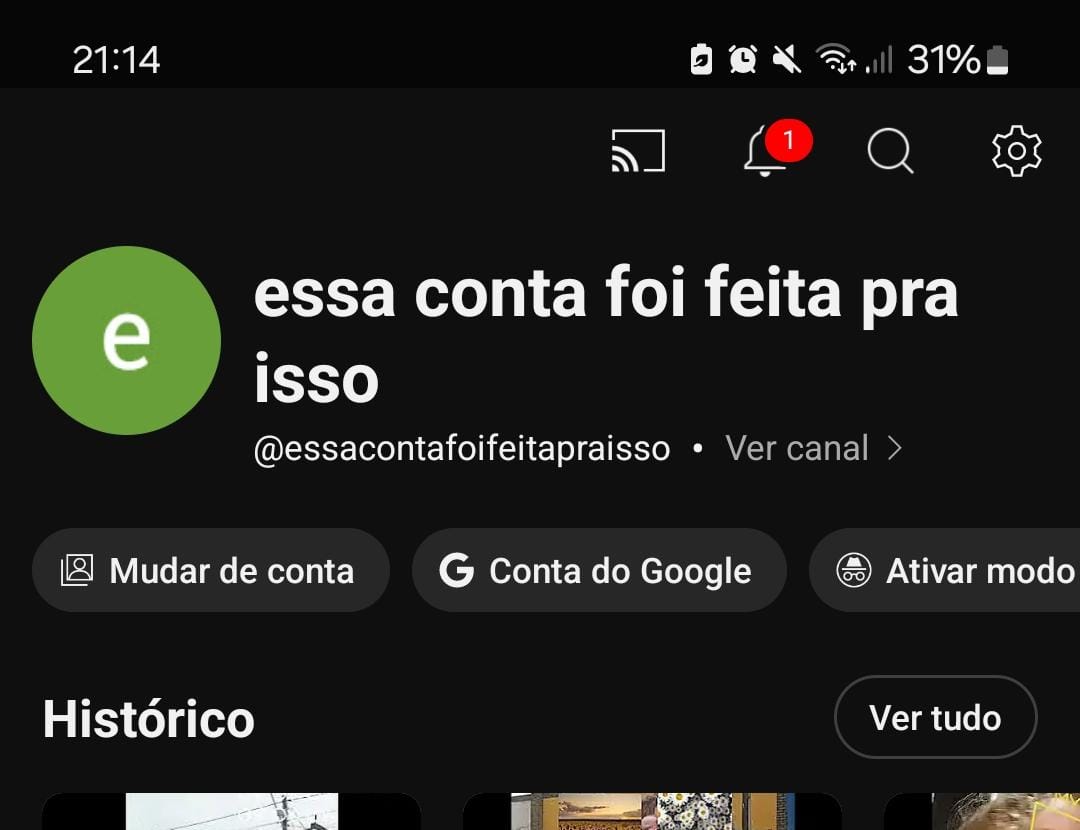 21:14 31%
1
e
essa conta foi feita pra
isso
@essacontafoifeitapraisso • Ver canal >
Mudar de conta
G Conta do Google
Ativar modo
Histórico
Ver tudo